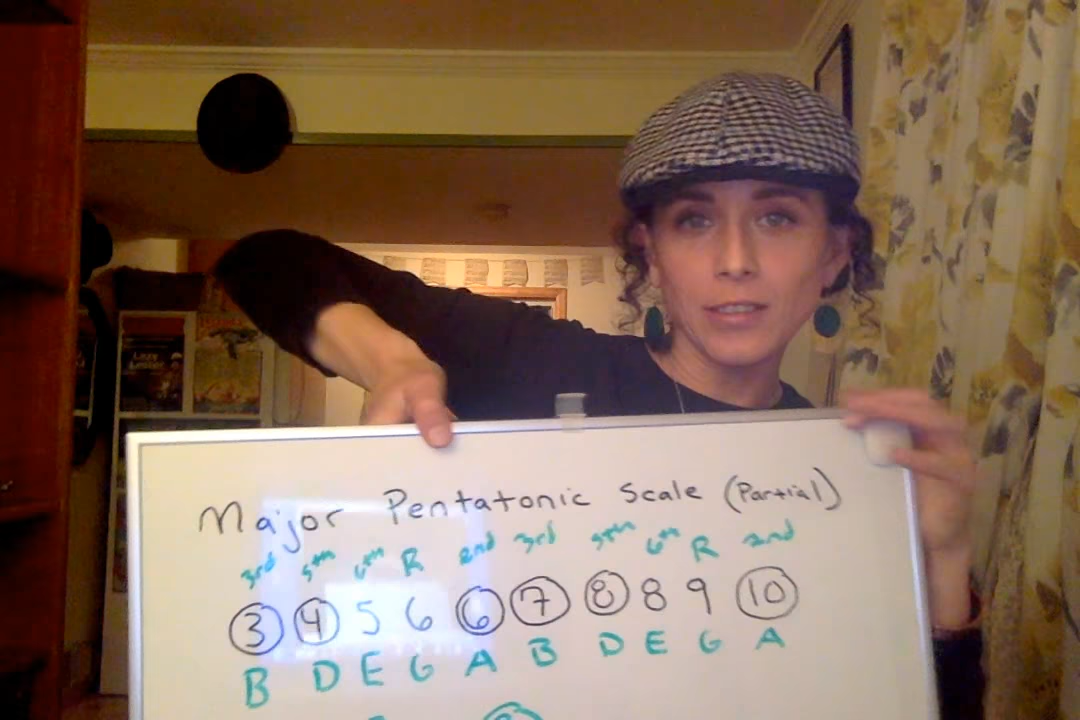 Major Pentatonic Scale (Partial)
3rd 5th 6th R 2nd 3rd 5th 6th R 2nd
3 4 5 6 6 7 8 8 9 10
B D E G A B D E G A